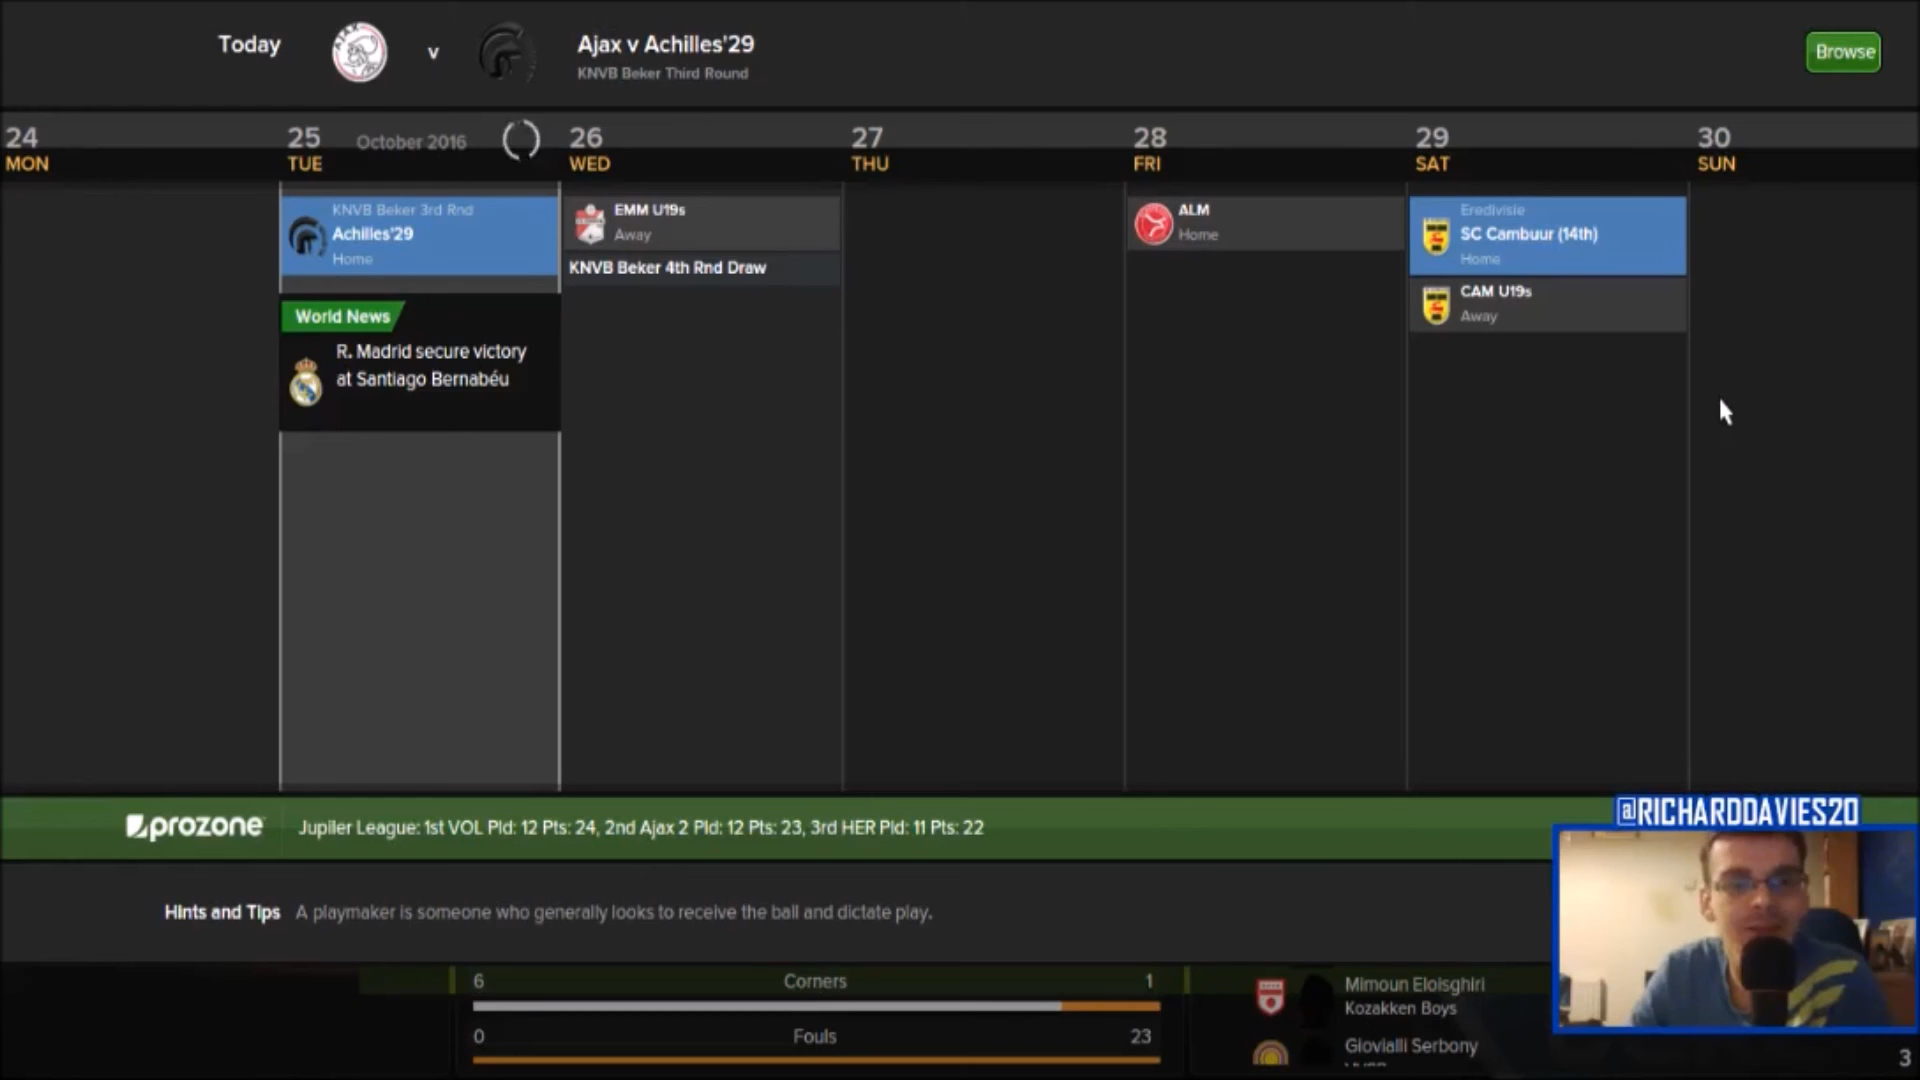 Today
AJAX
v
Ajax v Achilles'29
KNVB Beker Third Round
Browse
24
MON
25
TUE
October 2016
26
WED
27
THU
28
FRI
29
SAT
30
SUN
KNVB Beker 3rd Rnd
Achilles'29
Home
EMM U19s
Away
KNVB Beker 4th Rnd Draw
ALM
Home
Eredivisie
SC Cambuur (14th)
Home
CAM U19s
Away
World News
R. Madrid secure victory
at Santiago Bernabéu
prozone
Jupiler League: 1st VOL Pld: 12 Pts: 24, 2nd Ajax 2 Pld: 12 Pts: 23, 3rd HER Pld: 11 Pts: 22
@RICHARDDAVIES20
Hints and Tips A playmaker is someone who generally looks to receive the ball and dictate play.
6 Corners 1
0 Fouls 23
Mimoun Eloisghiri
Kozakken Boys
Giovialli Serbony
3